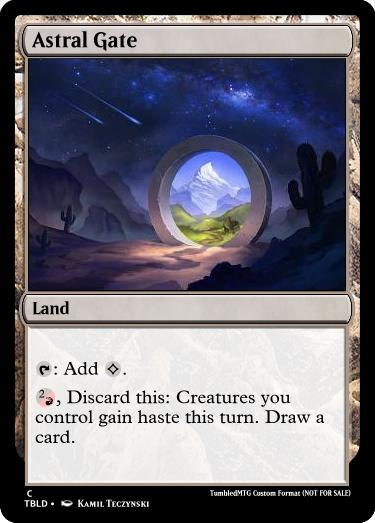 Astral Gate
Land
: Add .
2, Discard this: Creatures you
control gain haste this turn. Draw a
card.
C
TBLD • Kamil Teczynski
TumbledMTG Custom Format (NOT FOR SALE)